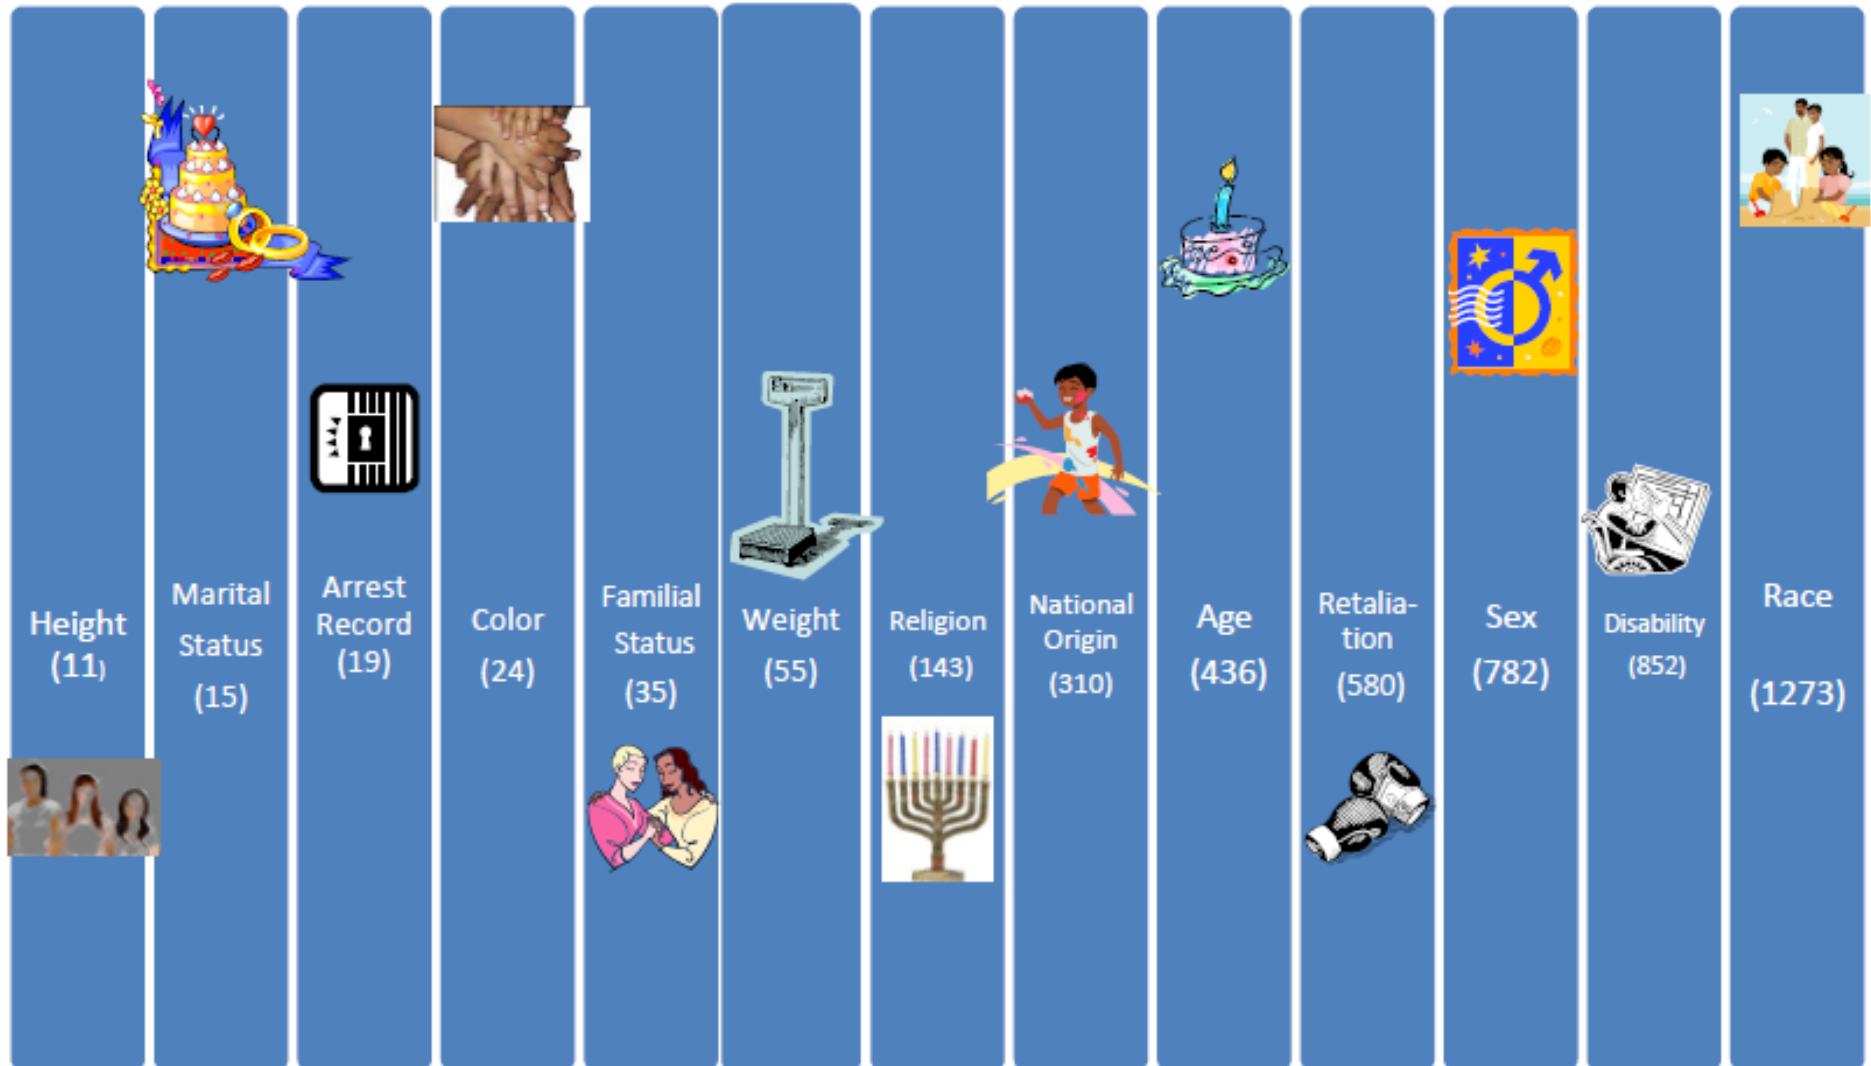 Height
(11)
Marital
Status
(15)
Arrest
Record
(19)
Color
(24)
Familial
Status
(35)
Weight
(55)
Religion
(143)
National
Origin
(310)
Age
(436)
Retalia-
tion
(580)
Sex
(782)
Disability
(852)
Race
(1273)